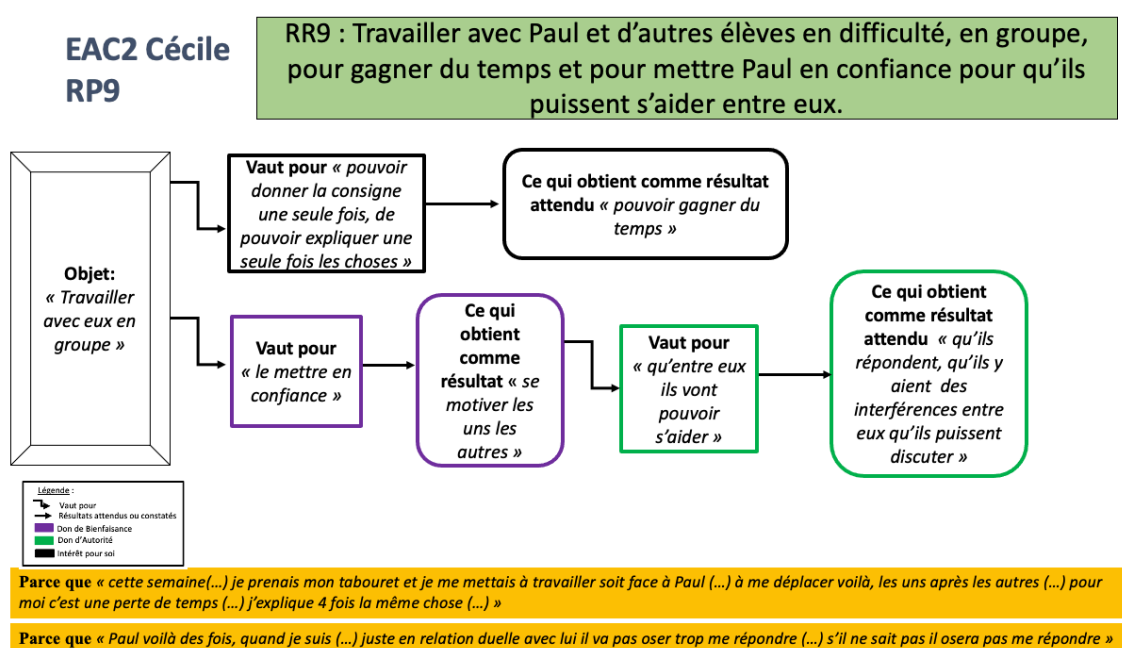 EAC2 Cécile
RP9
RR9 : Travailler avec Paul et d’autres élèves en difficulté, en groupe,
pour gagner du temps et pour mettre Paul en confiance pour qu’ils
puissent s’aider entre eux.
Objet:
« Travailler
avec eux en
groupe »
Vaut pour « pouvoir
donner la consigne
une seule fois, de
pouvoir expliquer une
seule fois les choses »
Ce qui obtient comme résultat
attendu « pouvoir gagner du
temps »
Vaut pour
« le mettre en
confiance »
Ce qui
obtient
comme
résultat « se
motiver les
uns les
autres »
Vaut pour
« qu’entre eux
ils vont
pouvoir
s’aider »
Ce qui obtient
comme résultat
attendu « qu’ils
répondent, qu’ils y
aient des
interférences entre
eux qu’ils puissent
discuter »
Légende :
Vaut pour
Résultats attendus ou constatés
Don de Bienfaisance
Don d’Autorité
Intérêt pour soi
Parce que « cette semaine(…) je prenais mon tabouret et je me mettais à travailler soit face à Paul (…) à me déplacer voilà, les uns après les autres (…) pour
moi c’est une perte de temps (…) j’explique 4 fois la même chose (…) »
Parce que « Paul voilà des fois, quand je suis (…) juste en relation duelle avec lui il va pas oser trop me répondre (…) s’il ne sait pas il osera pas me répondre »